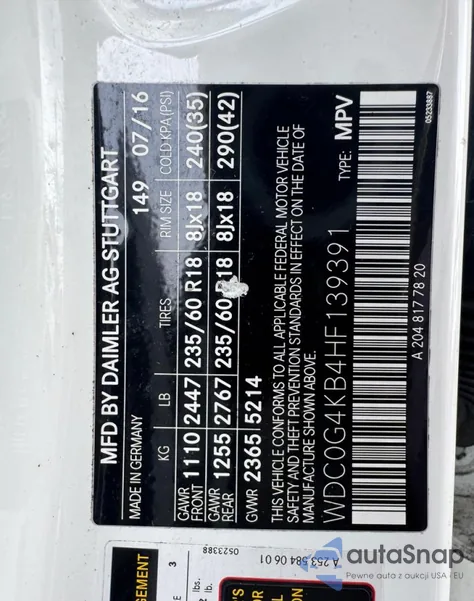 MFD BY DAIMLER AG-STUTTGART
MADE IN GERMANY 149 07/16
KG LB TIRES RIM SIZE COLD KPA (PSI)
GAWR FRONT 1110 2447 235/60 R18 8Jx18 240(35)
GAWR REAR 1255 2767 235/60 R18 8Jx18 290(42)
GVWR 2365 5214
THIS VEHICLE CONFORMS TO ALL APPLICABLE FEDERAL MOTOR VEHICLE
SAFETY AND THEFT PREVENTION STANDARDS IN EFFECT ON THE DATE OF
MANUFACTURE SHOWN ABOVE.
WDC0G4KB4HF139391 TYPE: MPV
A 204 817 78 20
05233887
A 253 584 06 01
0523388
3
lbs.
autoSnap
Pewne auta z aukcji USA · EU